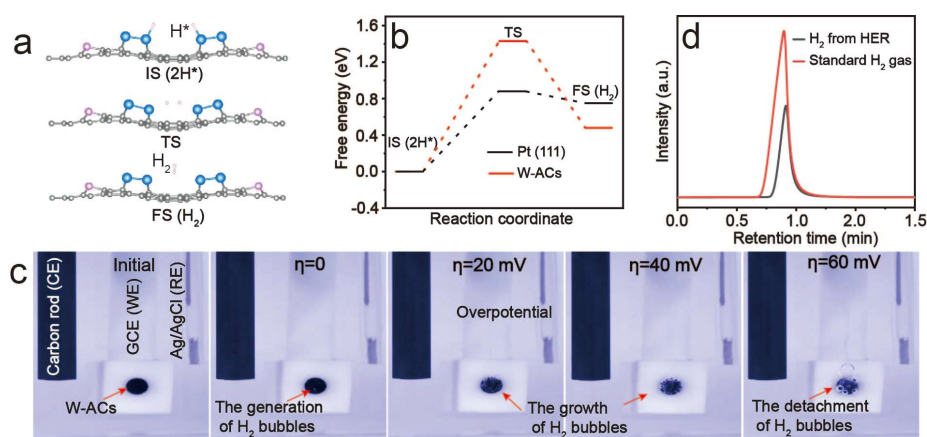 a
H*
IS (2H*)
TS
H₂
FS (H₂)
b
Free energy (eV)
1.6
1.2
0.8
0.4
0.0
-0.4
IS (2H*)
TS
FS (H₂)
Pt (111)
W-ACs
Reaction coordinate
d
Intensity (a.u.)
H₂ from HER
Standard H₂ gas
0.0
0.5
1.0
2.0
1.5
Retention time (min)
c
Carbon rod (CE)
Initial
GCE (WE)
Ag/AgCl (RE)
W-ACs
η=0
The generation
of H₂ bubbles
η=20 mV
Overpotential
The growth
of H₂ bubbles
η=40 mV
η=60 mV
The detachment
of H₂ bubbles